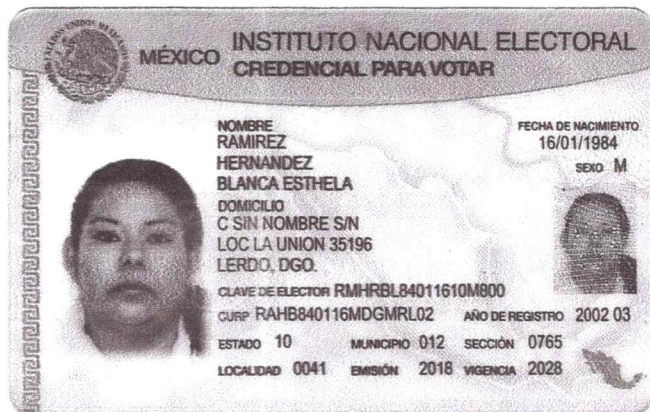 MÉXICO INSTITUTO NACIONAL ELECTORAL
CREDENCIAL PARA VOTAR
NOMBRE
RAMIREZ
HERNANDEZ
BLANCA ESTHELA
FECHA DE NACIMIENTO
16/01/1984
SEXO M
DOMICILIO
C SIN NOMBRE S/N
LOC LA UNION 35196
LERDO, DGO.
CLAVE DE ELECTOR RMHRBL84011610M800
CURP RAHB840116MDGMRL02 AÑO DE REGISTRO 2002 03
ESTADO 10 MUNICIPIO 012 SECCIÓN 0765
LOCALIDAD 0041 EMISIÓN 2018 VIGENCIA 2028